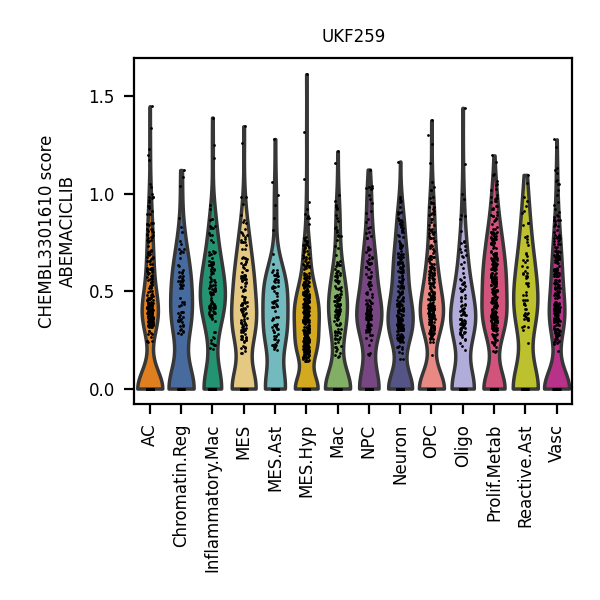 UKF259
CHEMBL3301610 score
ABEMACICLIB
1.5
1.0
0.5
0.0
AC
Chromatin.Reg
Inflammatory.Mac
MES
MES.Ast
MES.Hyp
Mac
NPC
Neuron
OPC
Oligo
Prolif.Metab
Reactive.Ast
Vasc